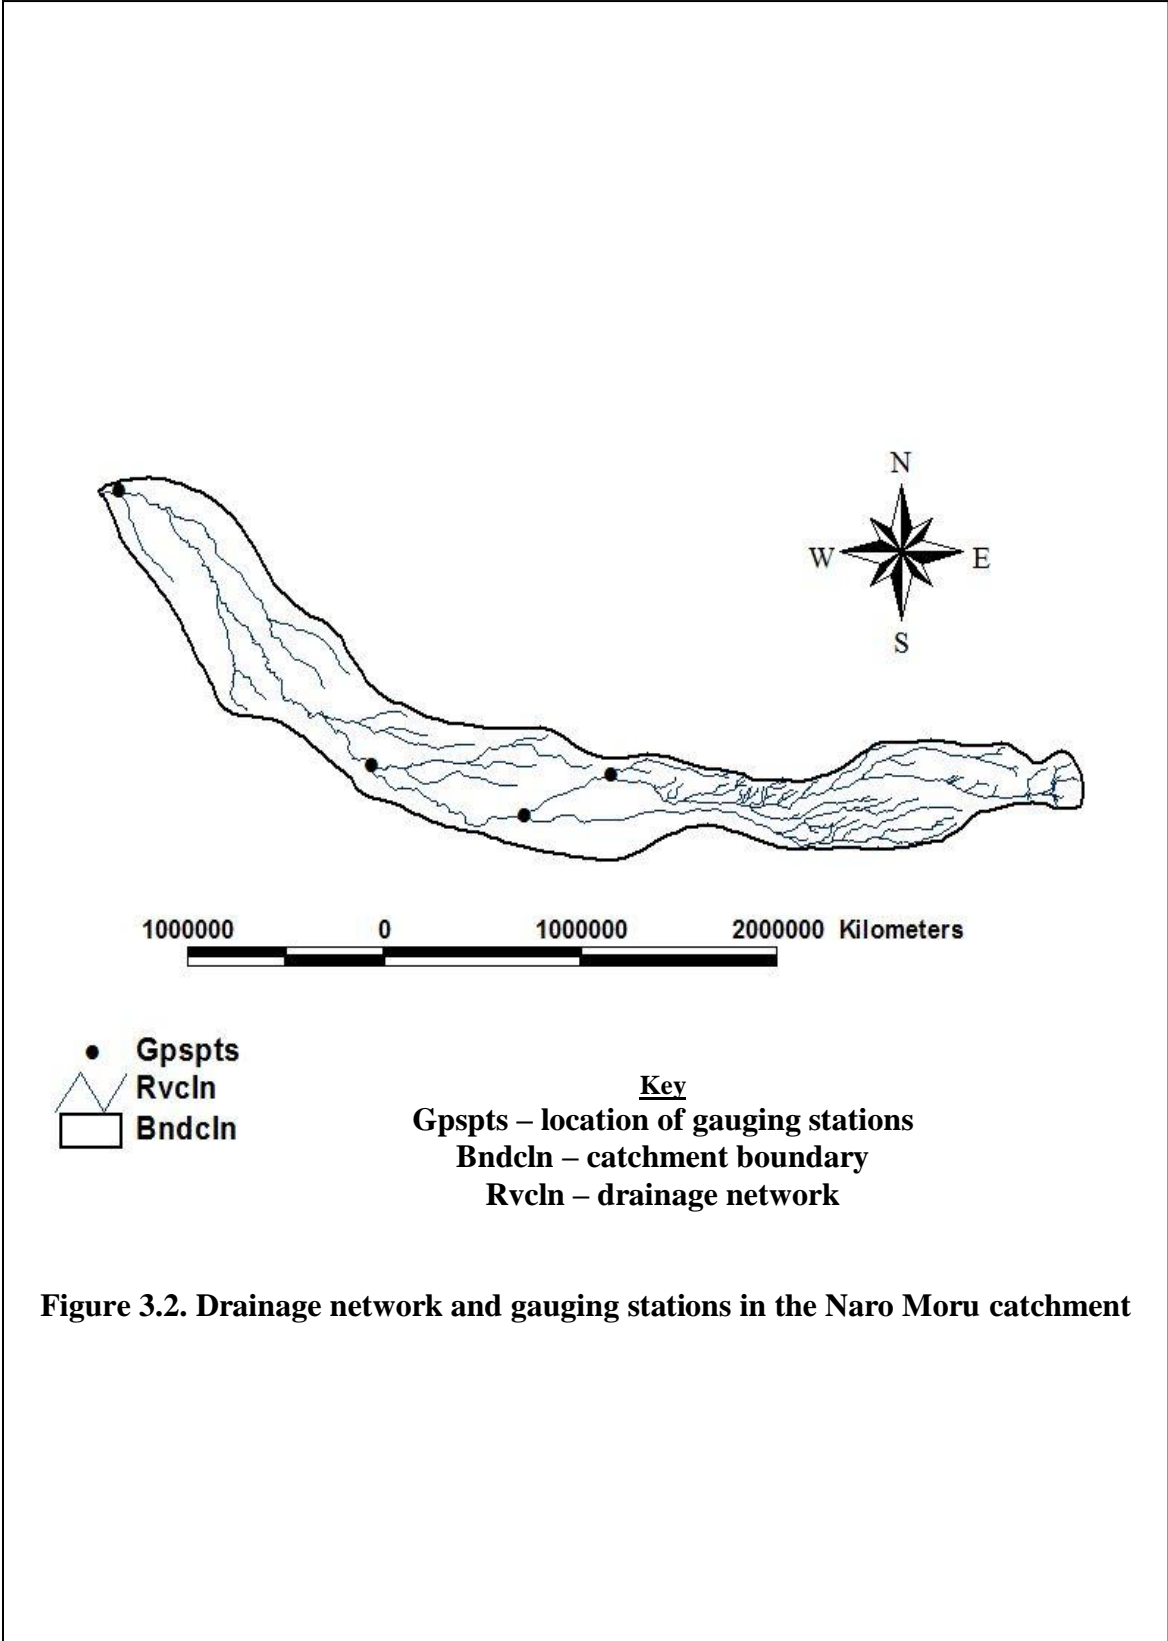 N
W E
S
1000000 0 1000000 2000000 Kilometers
Gpspts
Rvcln
Bndcln
Key
Gpspts – location of gauging stations
Bndcln – catchment boundary
Rvcln – drainage network
Figure 3.2. Drainage network and gauging stations in the Naro Moru catchment